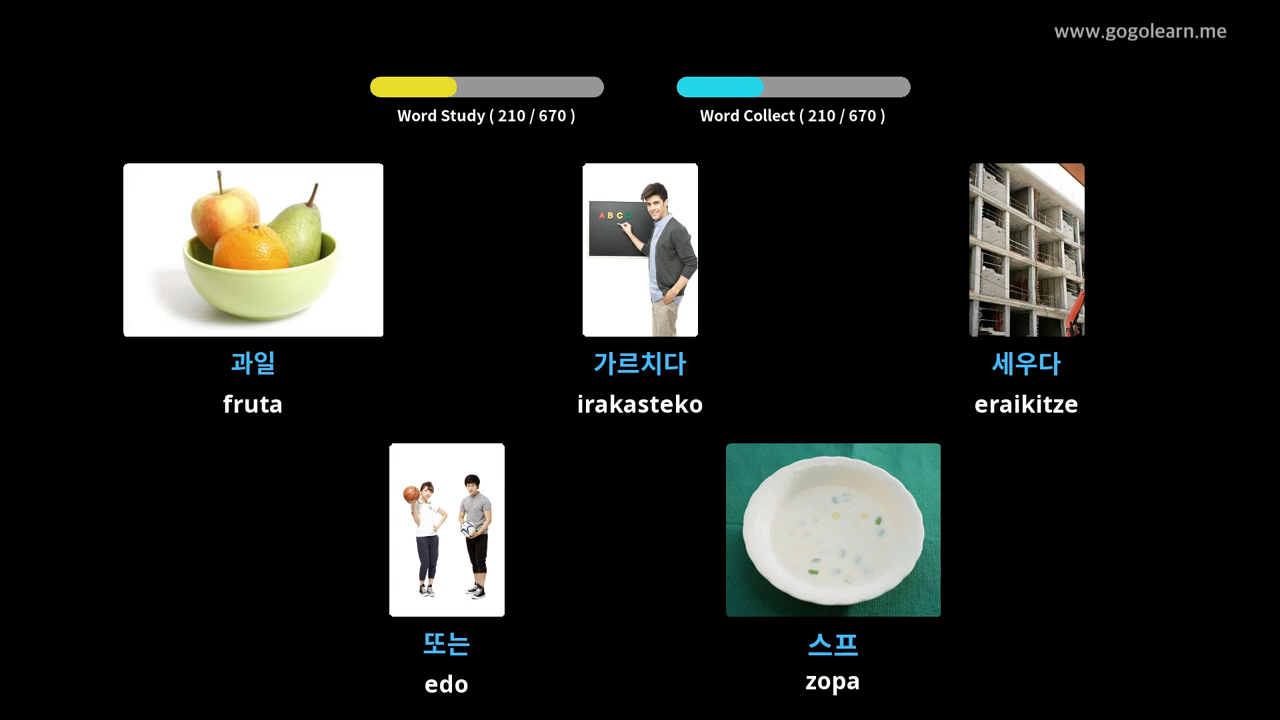 www.gogolearn.me
Word Study ( 210 / 670 )
Word Collect ( 210 / 670 )
A B C D
과일
fruta
가르치다
irakasteko
세우다
eraikitze
또는
edo
스프
zopa